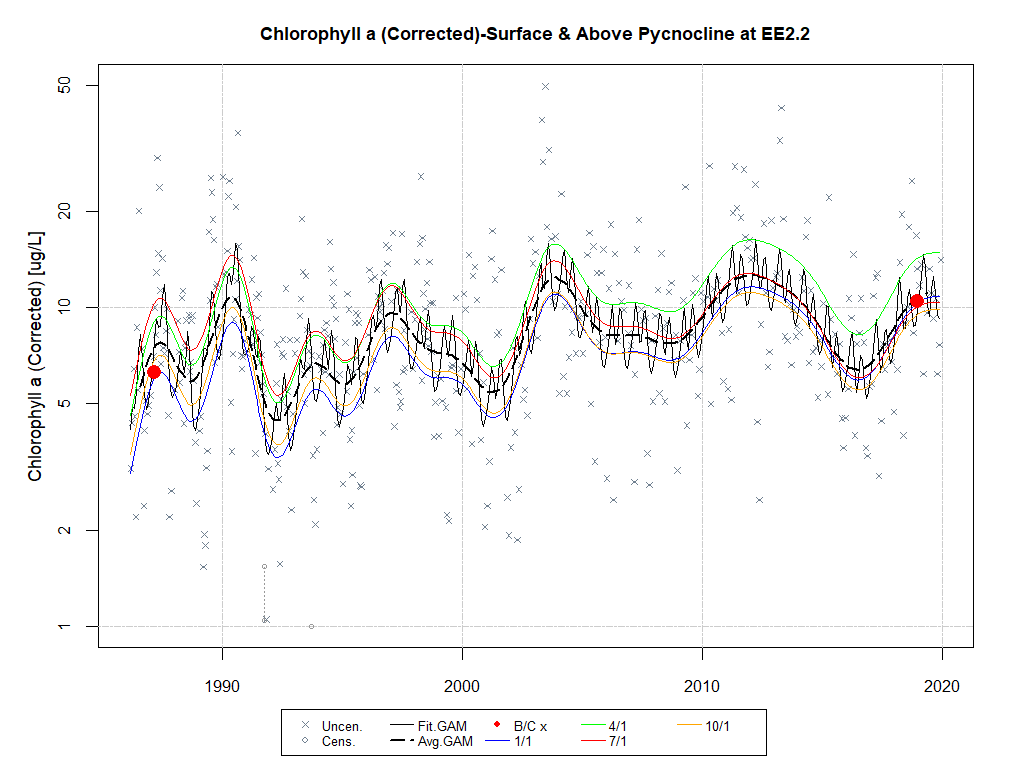 Chlorophyll a (Corrected)-Surface & Above Pycnocline at EE2.2
Chlorophyll a (Corrected) [ug/L]
50
20
10
5
2
1
1990 2000 2010 2020
Uncen. Fit.GAM B/C x 4/1 10/1
Cens. Avg.GAM 1/1 7/1